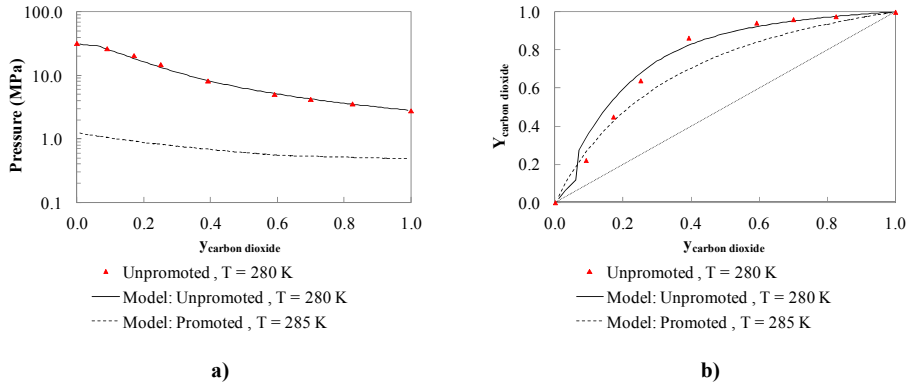 100.0
10.0
1.0
0.1
Pressure (MPa)
0.0 0.2 0.4 0.6 0.8 1.0
y carbon dioxide
Unpromoted , T = 280 K
Model: Unpromoted , T = 280 K
Model: Promoted , T = 285 K
a)
1.0
0.8
0.6
0.4
0.2
0.0
Y carbon dioxide
0.0 0.2 0.4 0.6 0.8 1.0
y carbon dioxide
Unpromoted , T = 280 K
Model: Unpromoted , T = 280 K
Model: Promoted , T = 285 K
b)